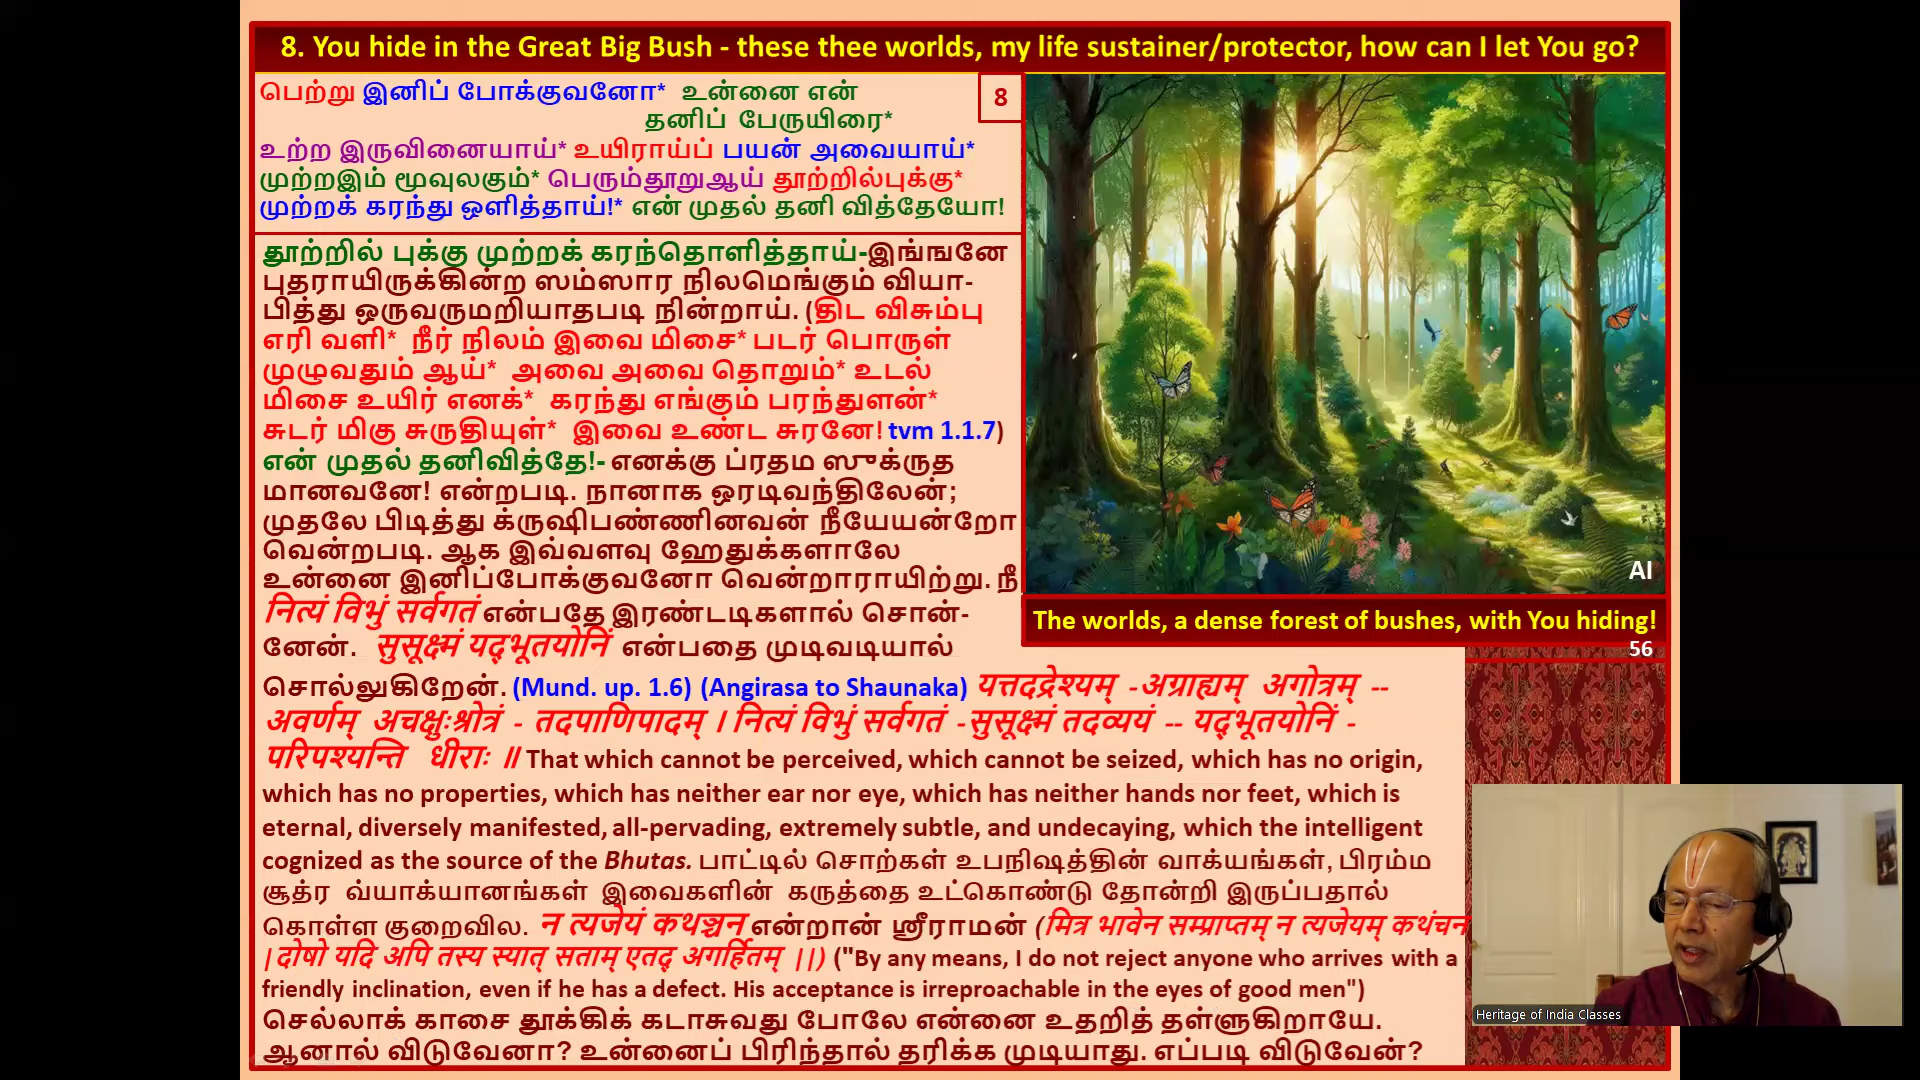 8. You hide in the Great Big Bush - these thee worlds, my life sustainer/protector, how can I let You go?
பெற்று இனிப் போக்குவனோ* உன்னை என்
தனிப் பேருயிரை*
8
உற்ற இருவினையாய்* உயிராய்ப் பயன் அவையாய்*
முற்றஇம் மூவுலகும்* பெரும்தூறுஆய் தூற்றில்புக்கு*
முற்றக் கரந்து ஒளித்தாய்!* என் முதல் தனி வித்தேயோ!
தூற்றில் புக்கு முற்றக் கரந்தொளித்தாய்-இங்ஙனே
புதராயிருக்கின்ற ஸம்ஸார நிலமெங்கும் வியா-
பித்து ஒருவருமறியாதபடி நின்றாய். (திட விசும்பு
எரி வளி* நீர் நிலம் இவை மிசை* படர் பொருள்
முழுவதும் ஆய்* அவை அவை தொறும்* உடல்
மிசை உயிர் எனக்* கரந்து எங்கும் பரந்துளன்*
சுடர் மிகு சுருதியுள்* இவை உண்ட சுரனே! tvm 1.1.7)
என் முதல் தனிவித்தே!- எனக்கு ப்ரதம ஸுக்ருத
மானவனே! என்றபடி. நானாக ஒரடிவந்திலேன்;
முதலே பிடித்து க்ருஷிபண்ணினவன் நீயேயன்றோ
வென்றபடி. ஆக இவ்வளவு ஹேதுக்களாலே
உன்னை இனிப்போக்குவனோ வென்றாராயிற்று. நீ
नित्यं विभुं सर्वगतं என்பதே இரண்டடிகளால் சொன்-
னேன். सुसूक्ष्मं यद्भूतयोनिं என்பதை முடிவடியால்
சொல்லுகிறேன். (Mund. up. 1.6) (Angirasa to Shaunaka) यत्तदद्रेश्यम् -अग्राह्यम् अगोत्रम् --
अवर्णम् अचक्षुःश्रोत्रं - तदपाणिपादम् । नित्यं विभुं सर्वगतं -सुसूक्ष्मं तदव्ययं -- यद्भूतयोनिं -
परिपश्यन्ति धीराः ॥ That which cannot be perceived, which cannot be seized, which has no origin,
which has no properties, which has neither ear nor eye, which has neither hands nor feet, which is
eternal, diversely manifested, all-pervading, extremely subtle, and undecaying, which the intelligent
cognized as the source of the Bhutas. பாட்டில் சொற்கள் உபநிஷத்தின் வாக்யங்கள், பிரம்ம
சூத்ர வ்யாக்யானங்கள் இவைகளின் கருத்தை உட்கொண்டு தோன்றி இருப்பதால்
கொள்ள குறைவில. न त्यजेयं कथञ्चन என்றான் ஸ்ரீராமன் (मित्र भावेन सम्प्राप्तम् न त्यजेयम् कथंचन
| दोषो यदि अपि तस्य स्यात् सताम् एतद् अगर्हितम् ||) ("By any means, I do not reject anyone who arrives with a
friendly inclination, even if he has a defect. His acceptance is irreproachable in the eyes of good men")
செல்லாக் காசை தூக்கிக் கடாசுவது போலே என்னை உதறித் தள்ளுகிறாயே.
ஆனால் விடுவேனா? உன்னைப் பிரிந்தால் தரிக்க முடியாது. எப்படி விடுவேன்?
AI
The worlds, a dense forest of bushes, with You hiding!
56
Heritage of India Classes